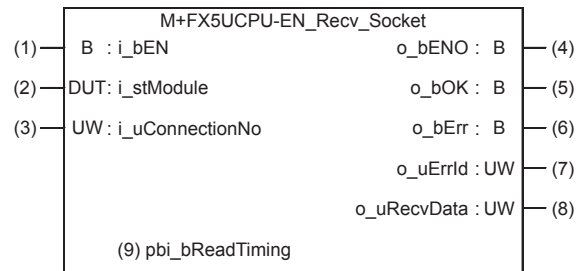 M+FX5UCPU-EN_Recv_Socket
(1) B : i_bEN o_bENO : B (4)
(2) DUT: i_stModule o_bOK : B (5)
(3) UW : i_uConnectionNo o_bErr : B (6)
o_uErrId : UW (7)
o_uRecvData : UW (8)
(9) pbi_bReadTiming